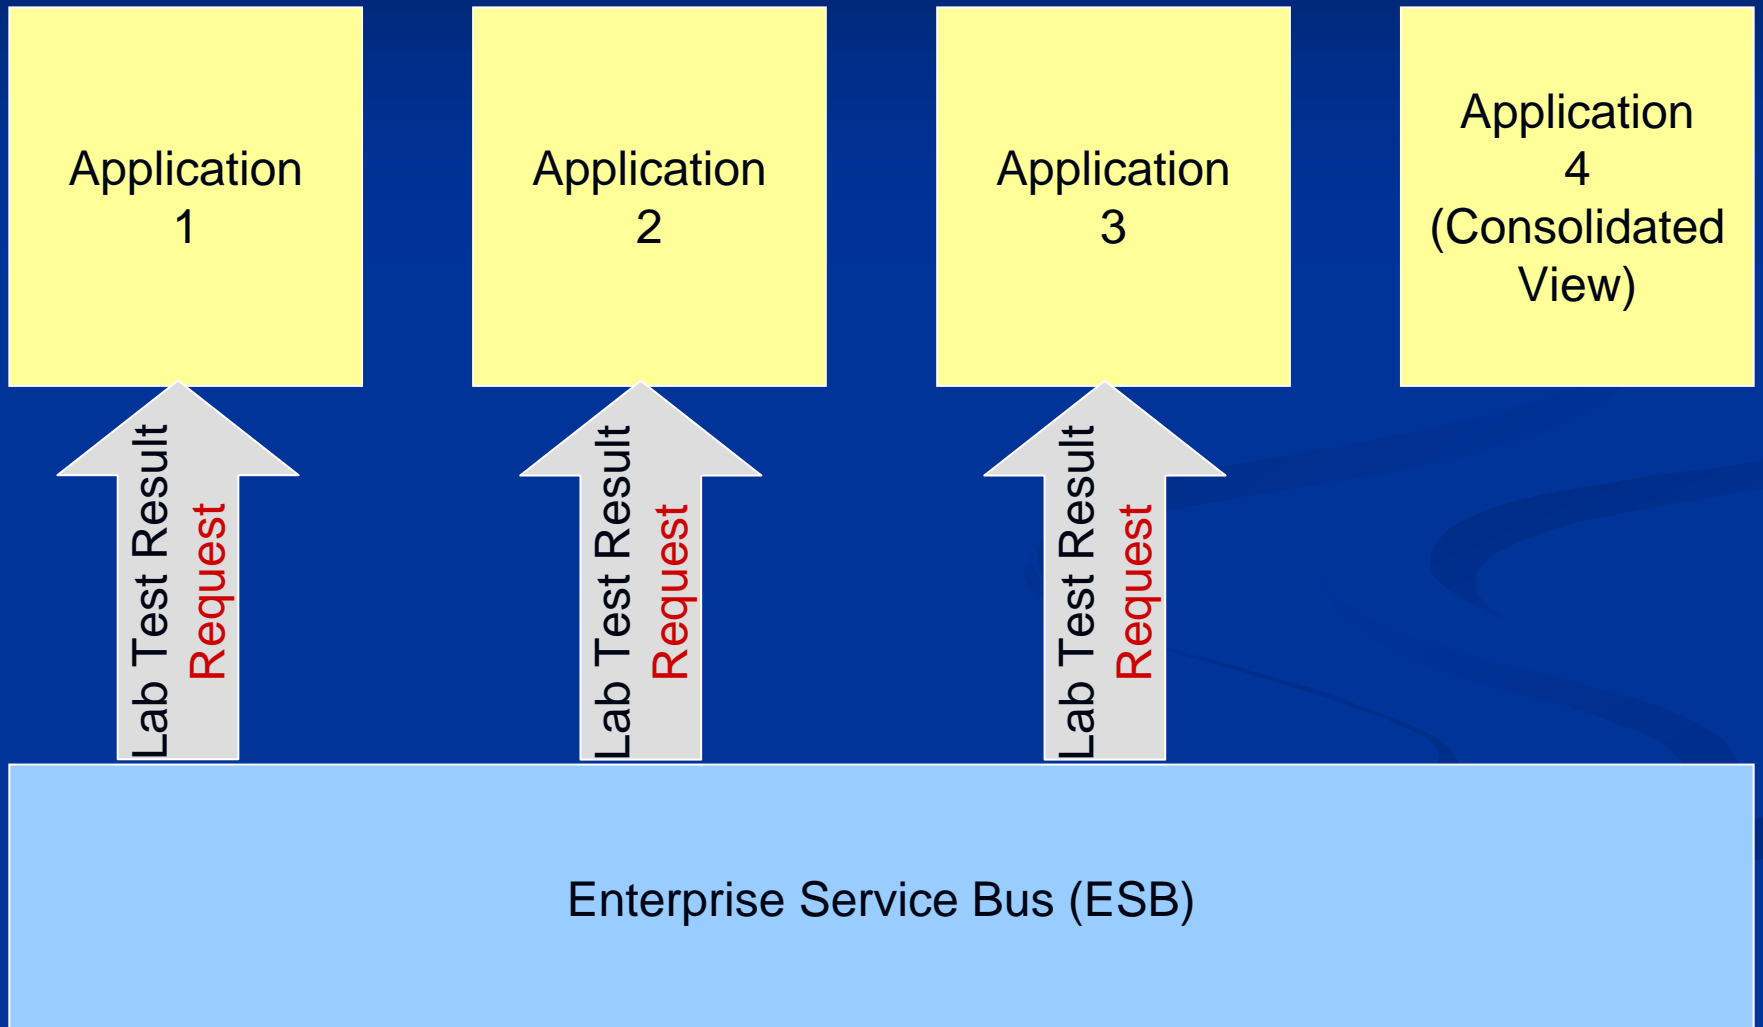 Application
1
Application
2
Application
3
Application
4
(Consolidated
View)
Lab Test Result
Request
Lab Test Result
Request
Lab Test Result
Request
Enterprise Service Bus (ESB)